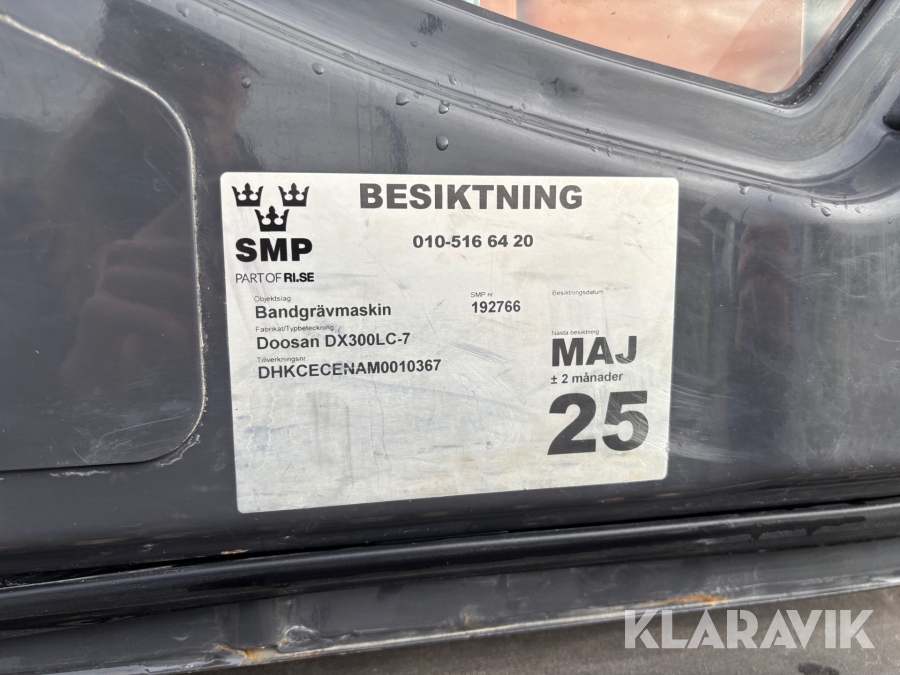 BESIKTNING
SMP
PART OF RI.SE
010-516 64 20
Objektslag
Bandgrävmaskin
SMP nr
192766
Besiktningsdatum
Fabrikat/Typbeteckning
Doosan DX300LC-7
Tillverkningsnr
DHKCECENAM0010367
Nästa besiktning
MAJ
± 2 månader
25
KLARAVIK